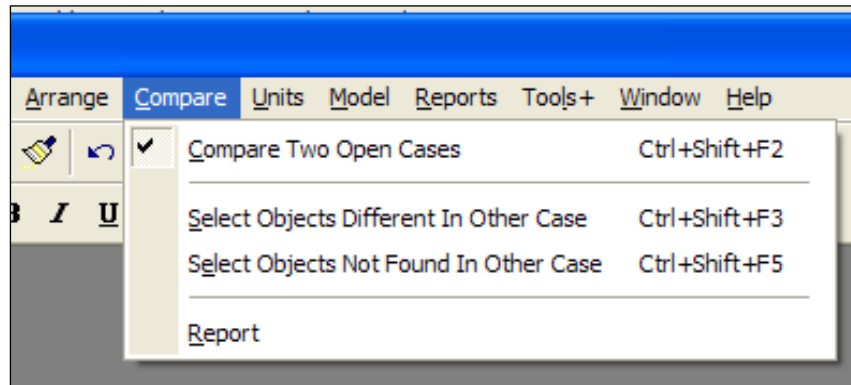 Arrange Compare Units Model Reports Tools+ Window Help
Compare Two Open Cases Ctrl+Shift+F2
I U
Select Objects Different In Other Case Ctrl+Shift+F3
Select Objects Not Found In Other Case Ctrl+Shift+F5
Report